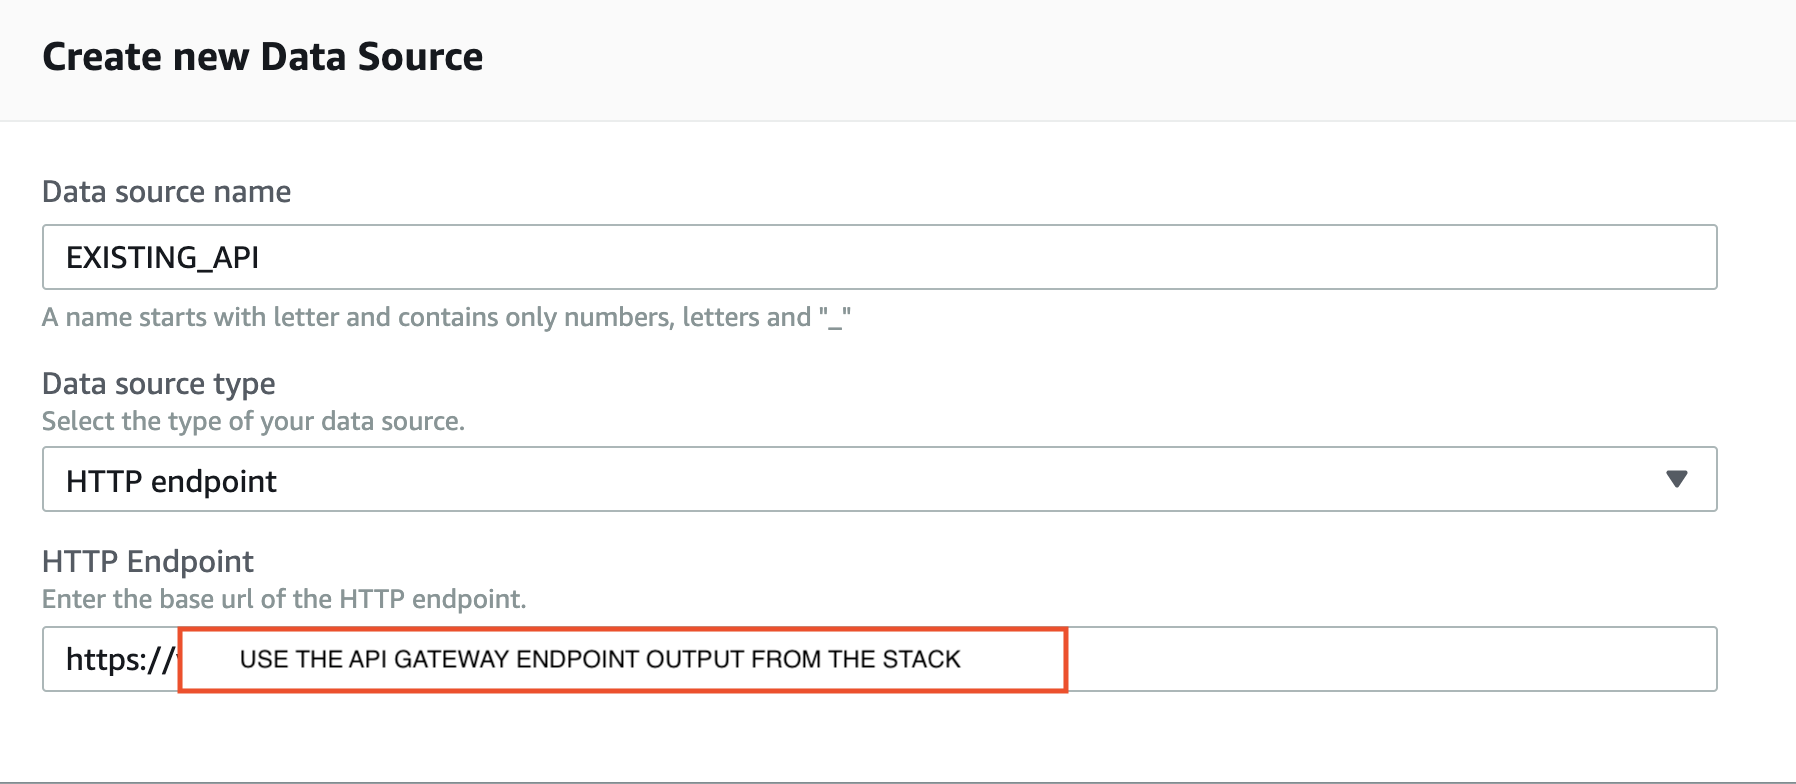 Create new Data Source
Data source name
EXISTING_API
A name starts with letter and contains only numbers, letters and "_"
Data source type
Select the type of your data source.
HTTP endpoint
HTTP Endpoint
Enter the base url of the HTTP endpoint.
https:// USE THE API GATEWAY ENDPOINT OUTPUT FROM THE STACK